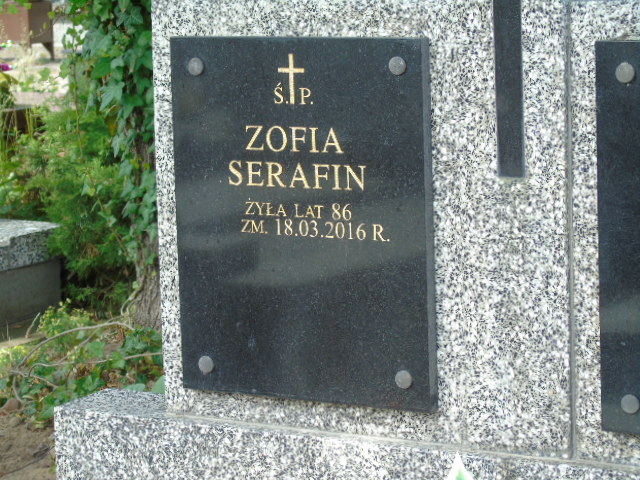 Ś.P.
ZOFIA
SERAFIN
ŻYŁA LAT 86
ZM. 18.03.2016 R.